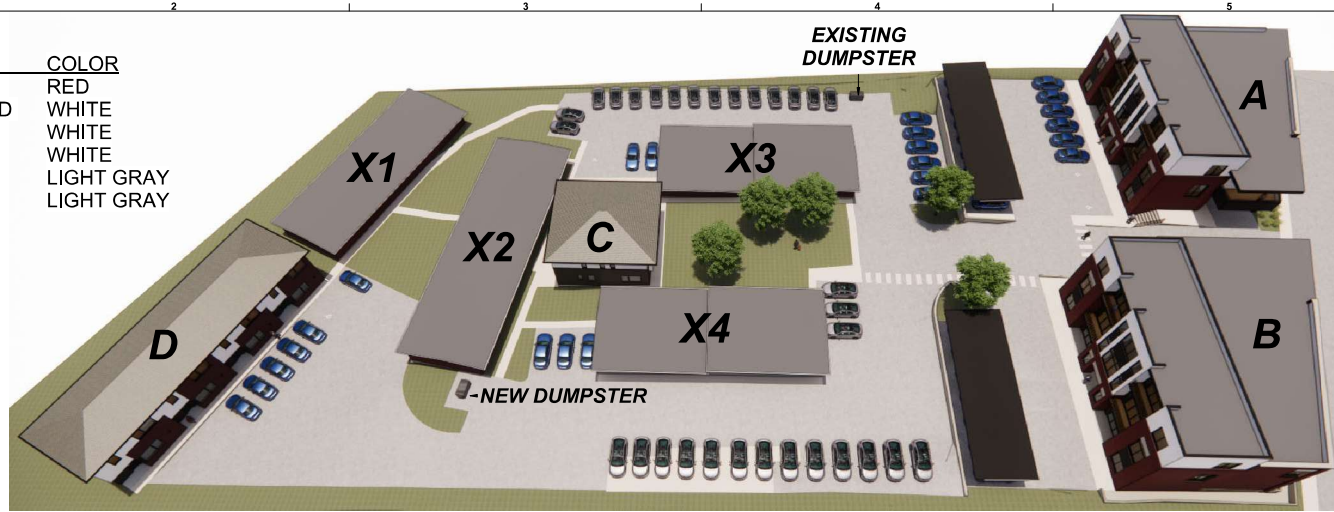 2 3 4 5
COLOR
RED
D WHITE
WHITE
WHITE
LIGHT GRAY
LIGHT GRAY
EXISTING
DUMPSTER
A
X1
X3
X2
C
X4
D
B
NEW DUMPSTER